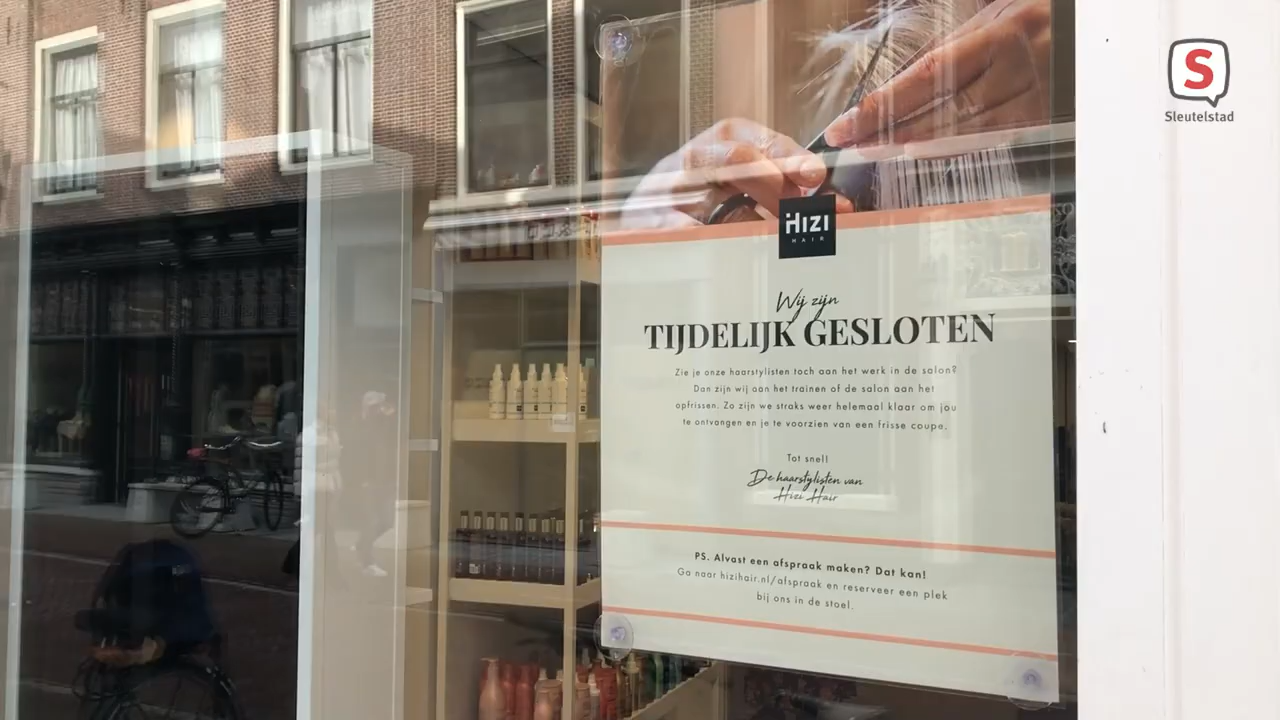 S
Sleutelstad
HIZI
HAIR
Wij zijn
TIJDELIJK GESLOTEN
Zie je onze haarstylisten toch aan het werk in de salon?
Dan zijn wij aan het trainen of de salon aan het
opfrissen. Zo zijn we straks weer helemaal klaar om jou
te ontvangen en je te voorzien van een frisse coupe.
Tot snel!
De haarstylisten van
Hizi Hair
PS. Alvast een afspraak maken? Dat kan!
Ga naar hizihair.nl/afspraak en reserveer een plek
bij ons in de stoel.